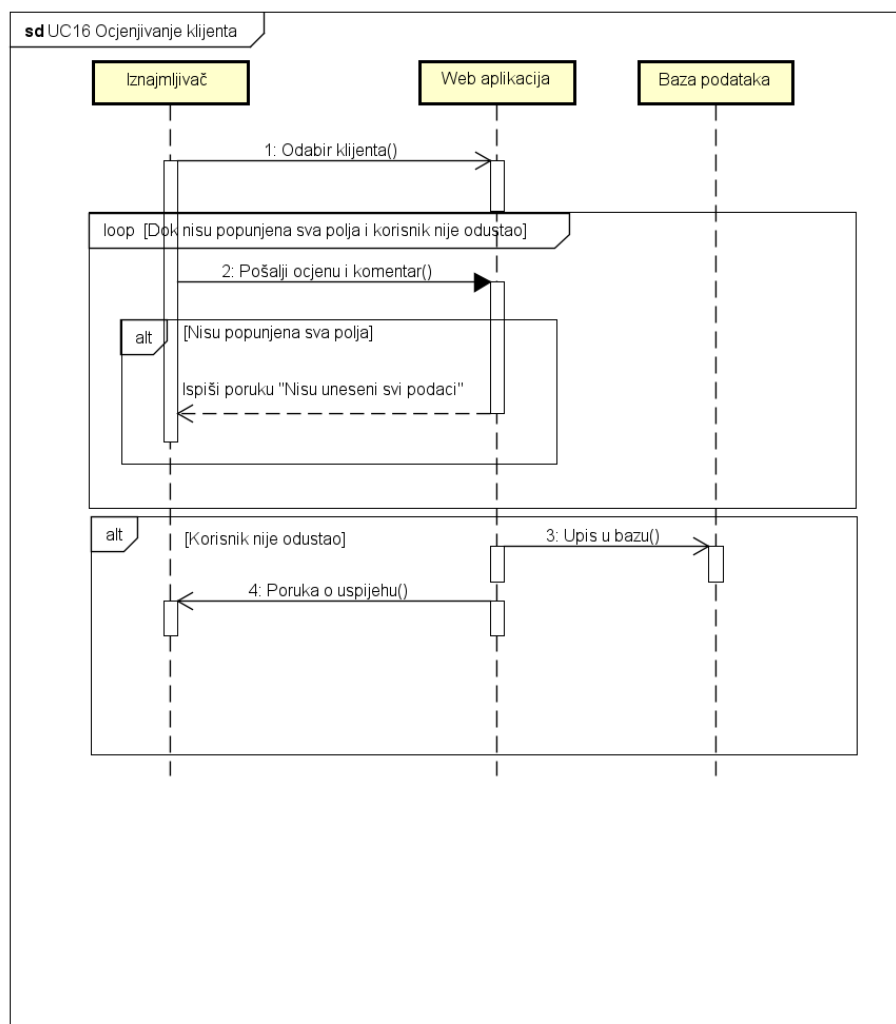 sd UC16 Ocjenjivanje klijenta
Iznajmljivač
Web aplikacija
Baza podataka
1: Odabir klijenta()
loop [Dok nisu popunjena sva polja i korisnik nije odustao]
2: Pošalji ocjenu i komentar()
alt [Nisu popunjena sva polja]
Ispiši poruku "Nisu uneseni svi podaci"
alt [Korisnik nije odustao]
3: Upis u bazu()
4: Poruka o uspijehu()